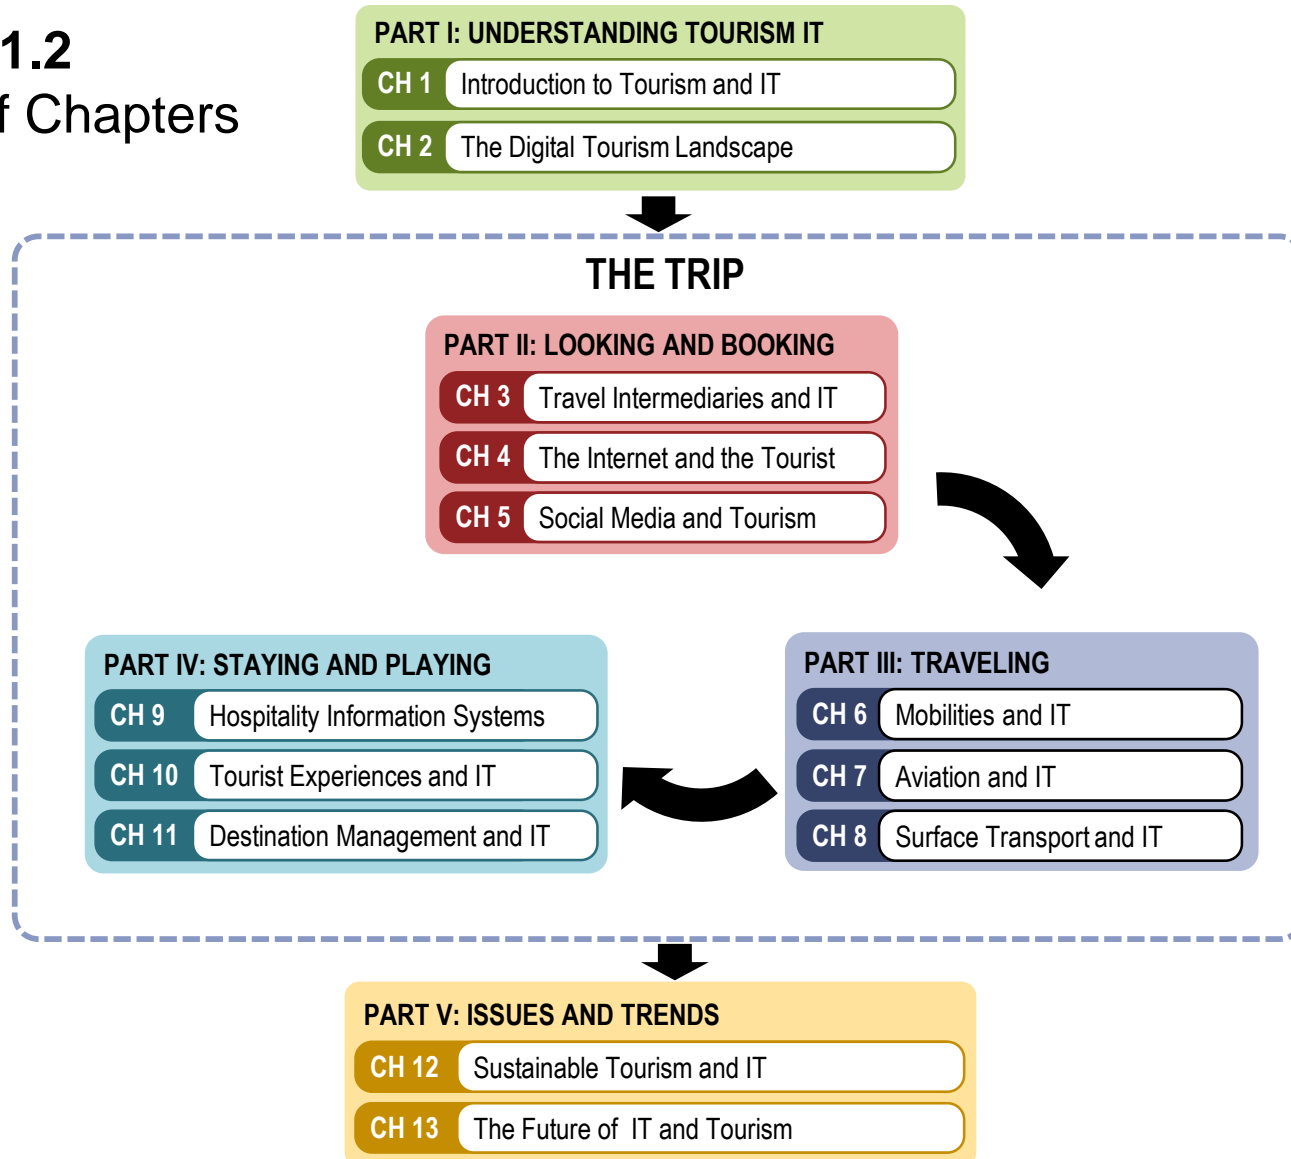 1.2
f Chapters
PART I: UNDERSTANDING TOURISM IT
CH 1 Introduction to Tourism and IT
CH 2 The Digital Tourism Landscape
THE TRIP
PART II: LOOKING AND BOOKING
CH 3 Travel Intermediaries and IT
CH 4 The Internet and the Tourist
CH 5 Social Media and Tourism
PART III: TRAVELING
CH 6 Mobilities and IT
CH 7 Aviation and IT
CH 8 Surface Transport and IT
PART IV: STAYING AND PLAYING
CH 9 Hospitality Information Systems
CH 10 Tourist Experiences and IT
CH 11 Destination Management and IT
PART V: ISSUES AND TRENDS
CH 12 Sustainable Tourism and IT
CH 13 The Future of IT and Tourism